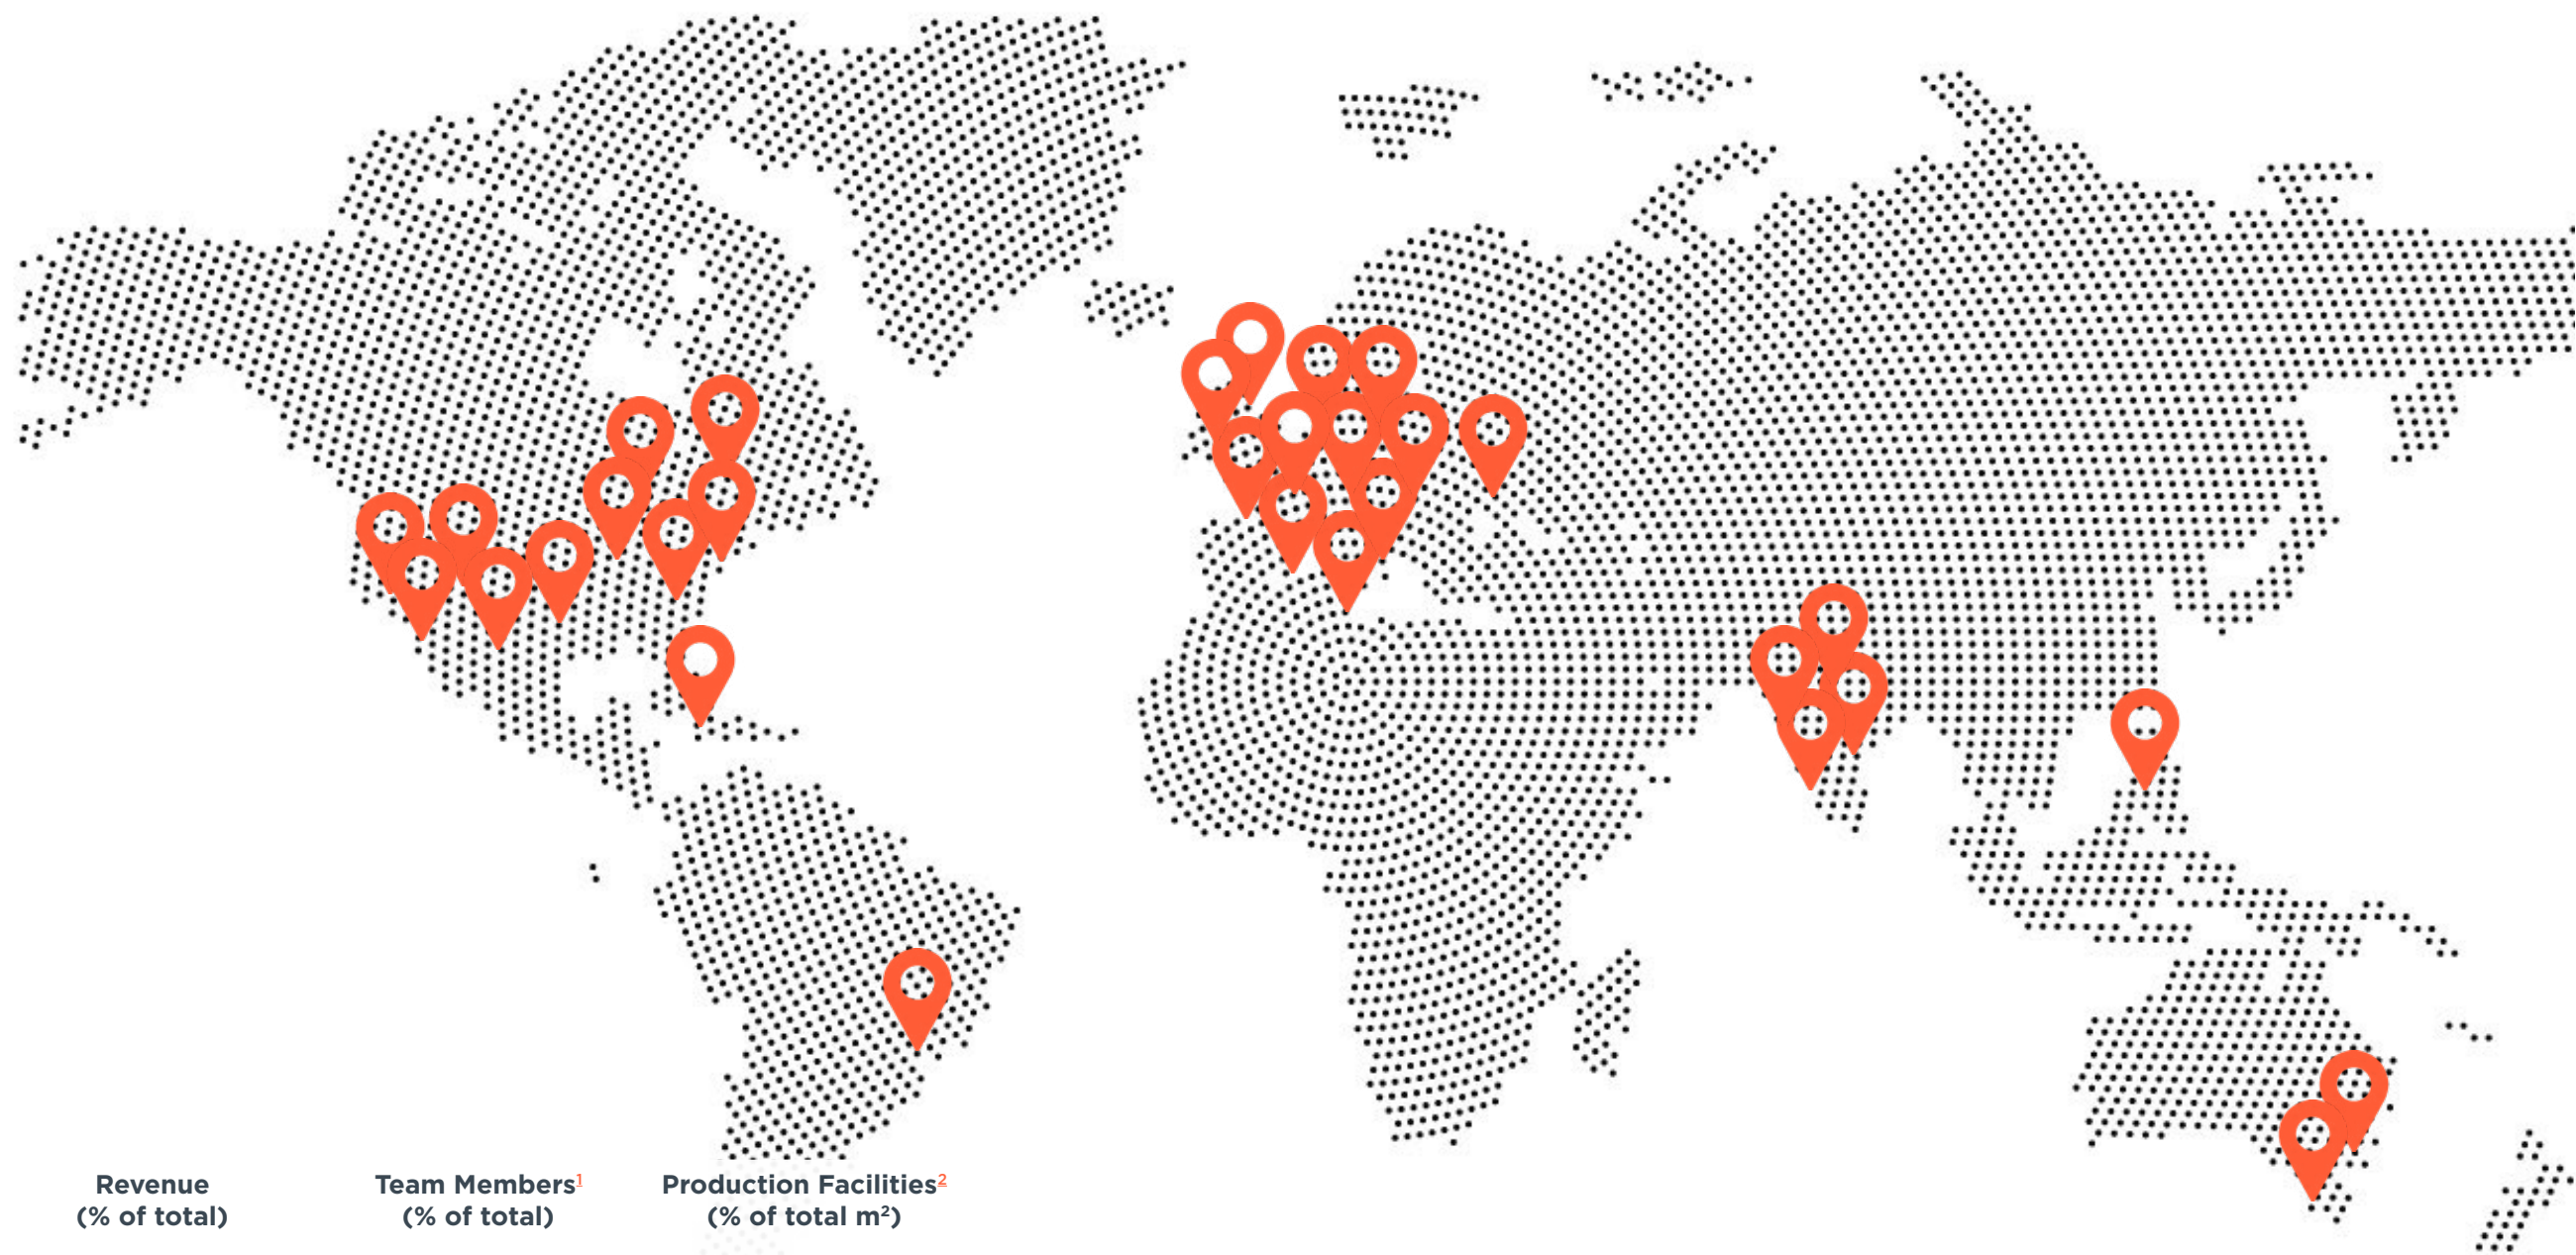 Revenue
(% of total)
Team Members1
(% of total)
Production Facilities2
(% of total m²)